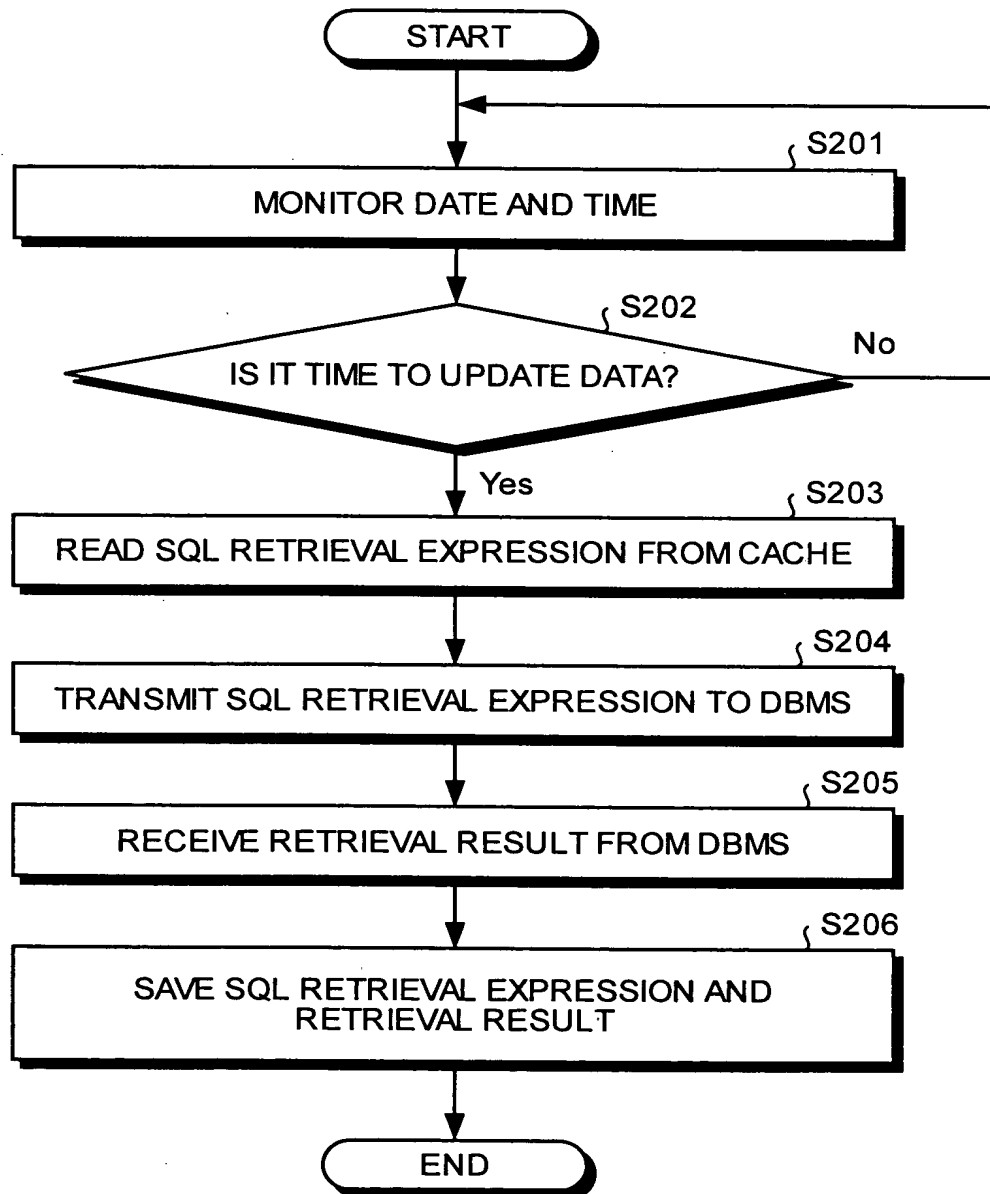 START
S201
MONITOR DATE AND TIME
S202
IS IT TIME TO UPDATE DATA?
No
Yes
S203
READ SQL RETRIEVAL EXPRESSION FROM CACHE
S204
TRANSMIT SQL RETRIEVAL EXPRESSION TO DBMS
S205
RECEIVE RETRIEVAL RESULT FROM DBMS
S206
SAVE SQL RETRIEVAL EXPRESSION AND
RETRIEVAL RESULT
END